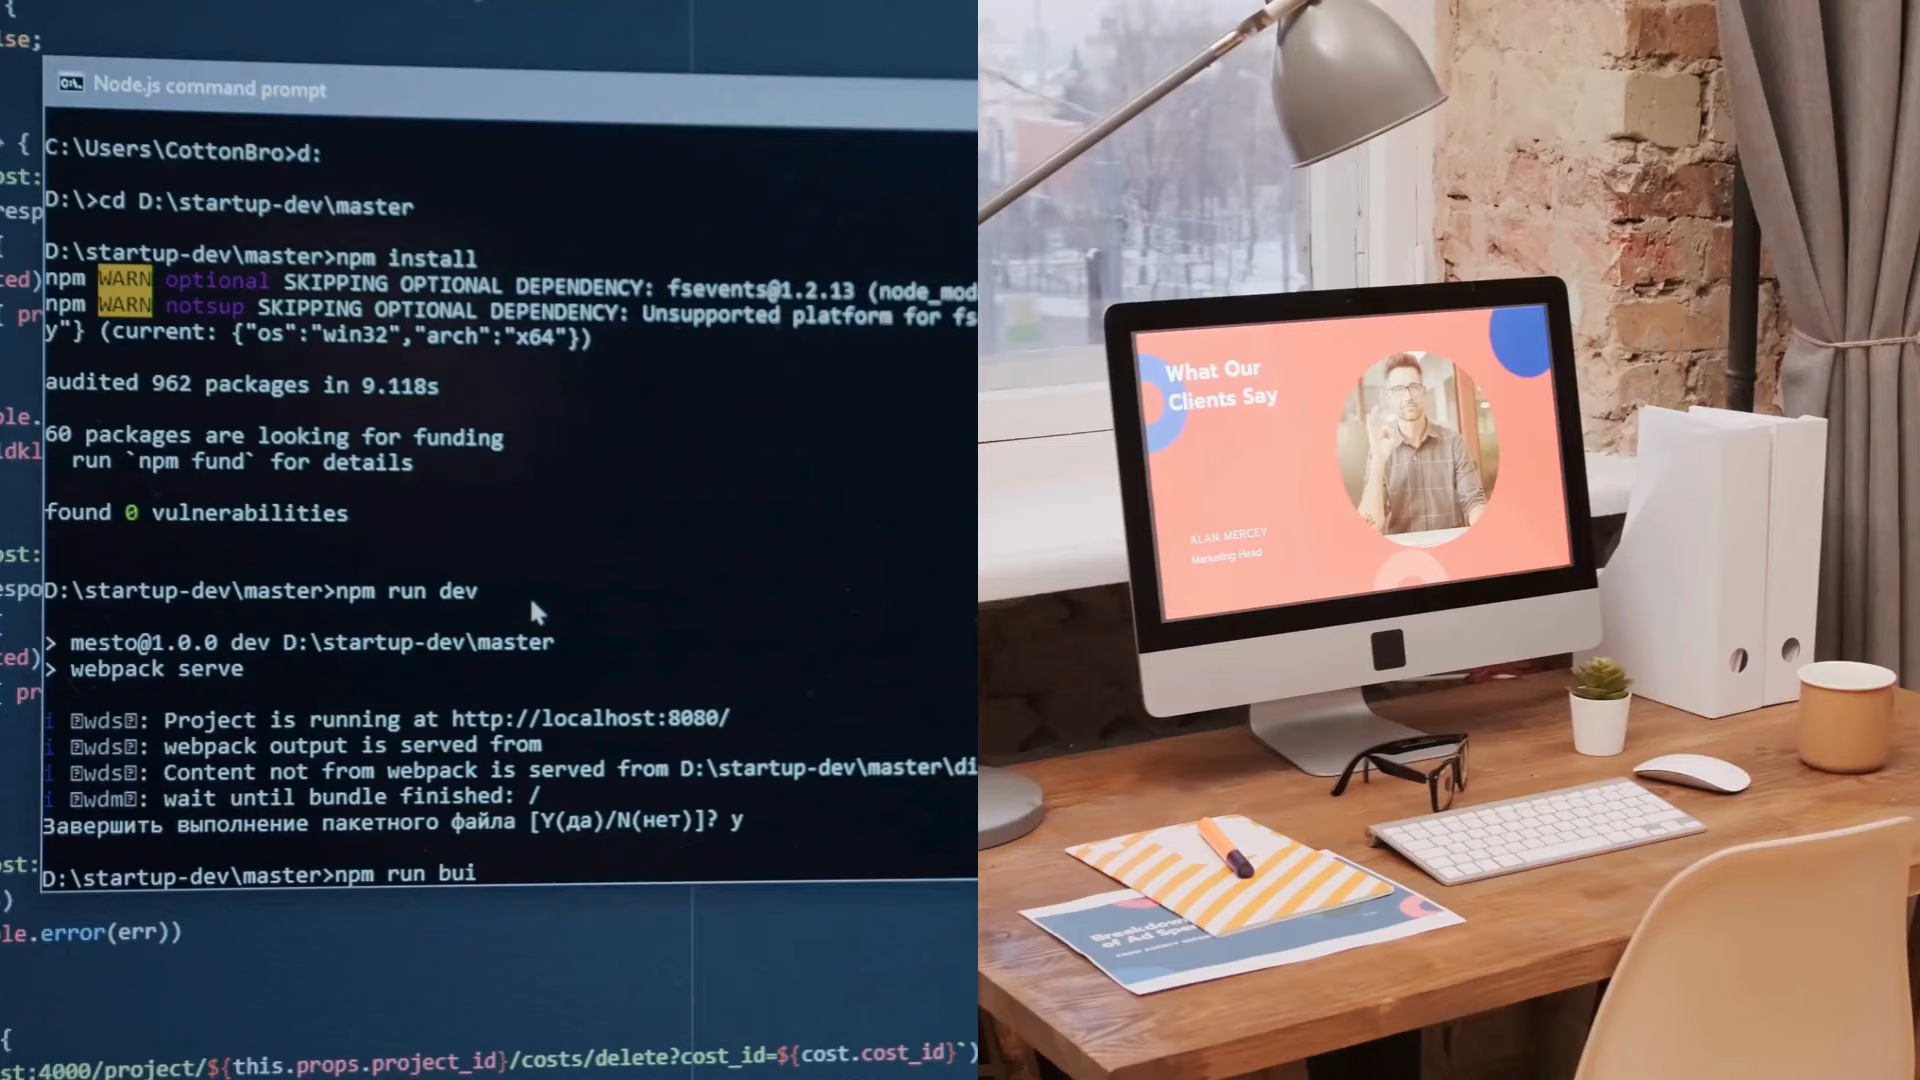 {
lse;
Node.js command prompt
C:\Users\CottonBro>d:
D:\>cd D:\startup-dev\master
D:\startup-dev\master>npm install
npm WARN optional SKIPPING OPTIONAL DEPENDENCY: fsevents@1.2.13 (node_mod
npm WARN notsup SKIPPING OPTIONAL DEPENDENCY: Unsupported platform for fs
y"} (current: {"os":"win32","arch":"x64"})
audited 962 packages in 9.118s
60 packages are looking for funding
run `npm fund` for details
found 0 vulnerabilities
D:\startup-dev\master>npm run dev
> mesto@1.0.0 dev D:\startup-dev\master
> webpack serve
i wds: Project is running at http://localhost:8080/
i wds: webpack output is served from
i wds: Content not from webpack is served from D:\startup-dev\master\di
i wdm: wait until bundle finished: /
Завершить выполнение пакетного файла [Y(да)/N(нет)]? y
D:\startup-dev\master>npm run bui
le.error(err))
{
st:4000/project/${this.props.project_id}/costs/delete?cost_id=${cost.cost_id}`)
What Our
Clients Say
ALAN MERCEY
Marketing Head
Breakdown
of Ad Spe